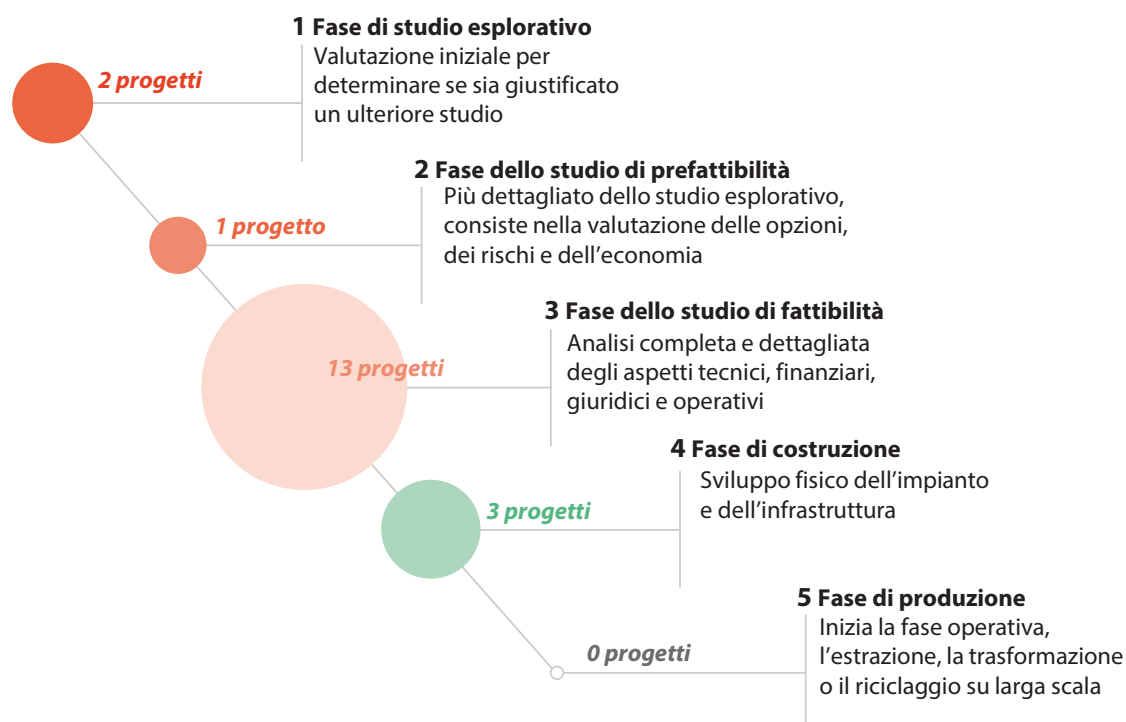 1 Fase di studio esplorativo
2 progetti
Valutazione iniziale per
determinare se sia giustificato
un ulteriore studio
2 Fase dello studio di prefattibilità
1 progetto
Più dettagliato dello studio esplorativo,
consiste nella valutazione delle opzioni,
dei rischi e dell’economia
3 Fase dello studio di fattibilità
13 progetti
Analisi completa e dettagliata
degli aspetti tecnici, finanziari,
giuridici e operativi
4 Fase di costruzione
3 progetti
Sviluppo fisico dell’impianto
e dell’infrastruttura
5 Fase di produzione
0 progetti
Inizia la fase operativa,
l’estrazione, la trasformazione
o il riciclaggio su larga scala